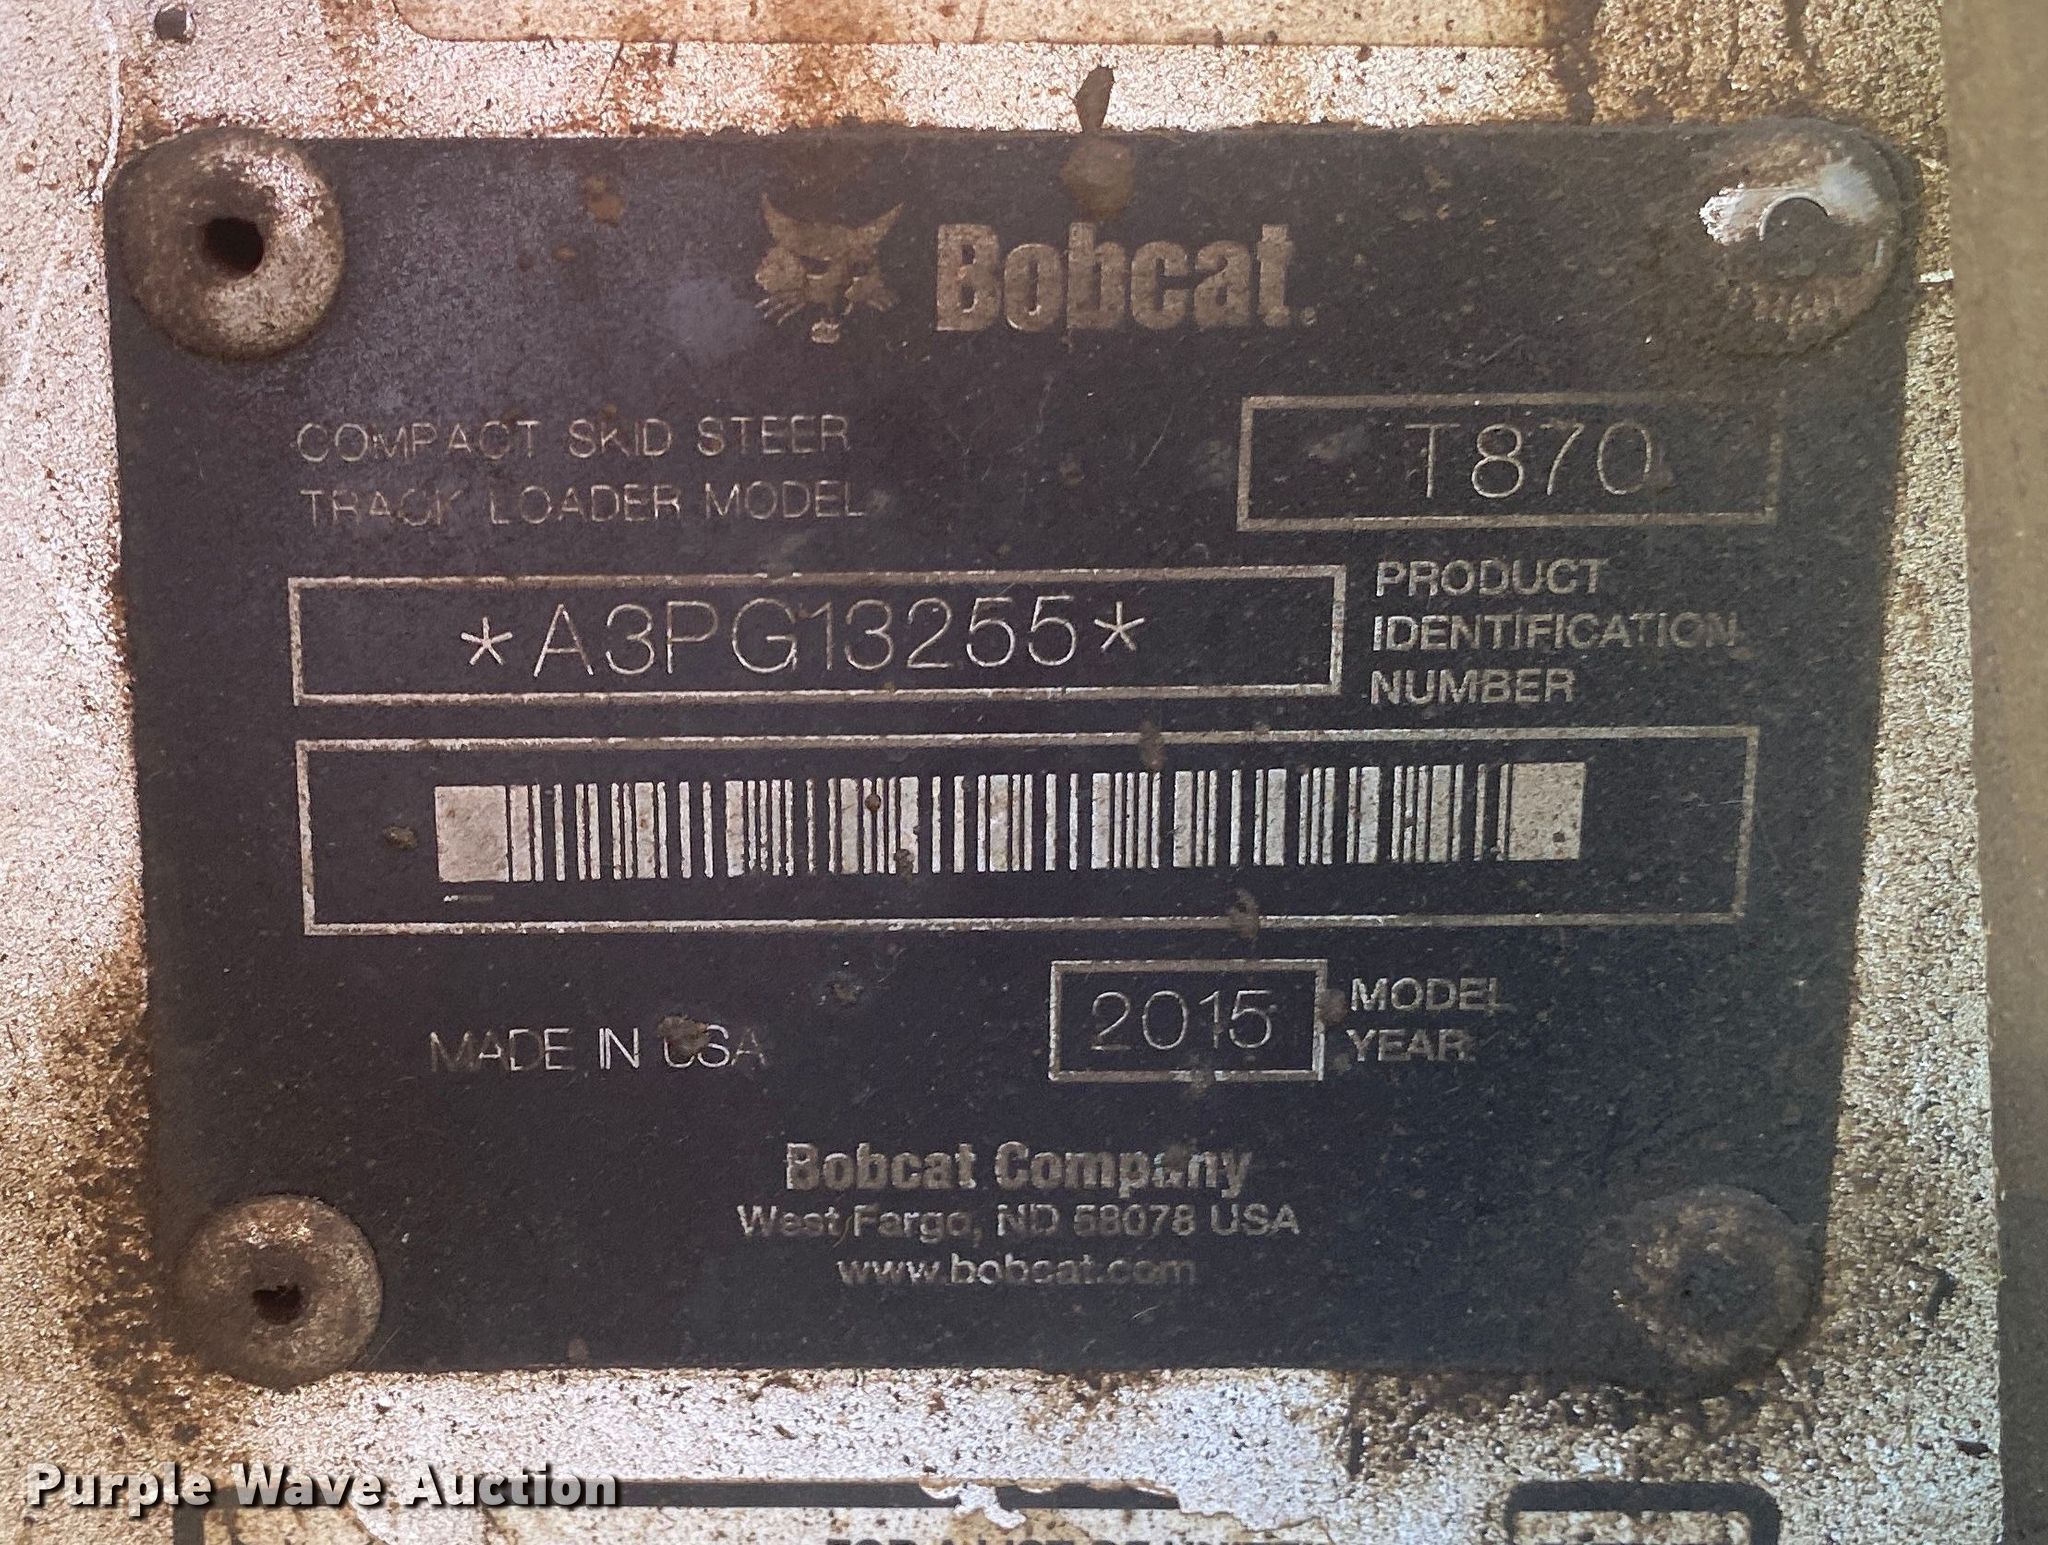 Bobcat.
COMPACT SKID STEER
TRACK LOADER MODEL
T870
*A3PG13255*
PRODUCT
IDENTIFICATION
NUMBER
MADE IN USA
2015
MODEL
YEAR
Bobcat Company
West Fargo, ND 58078 USA
www.bobcat.com
Purple Wave Auction